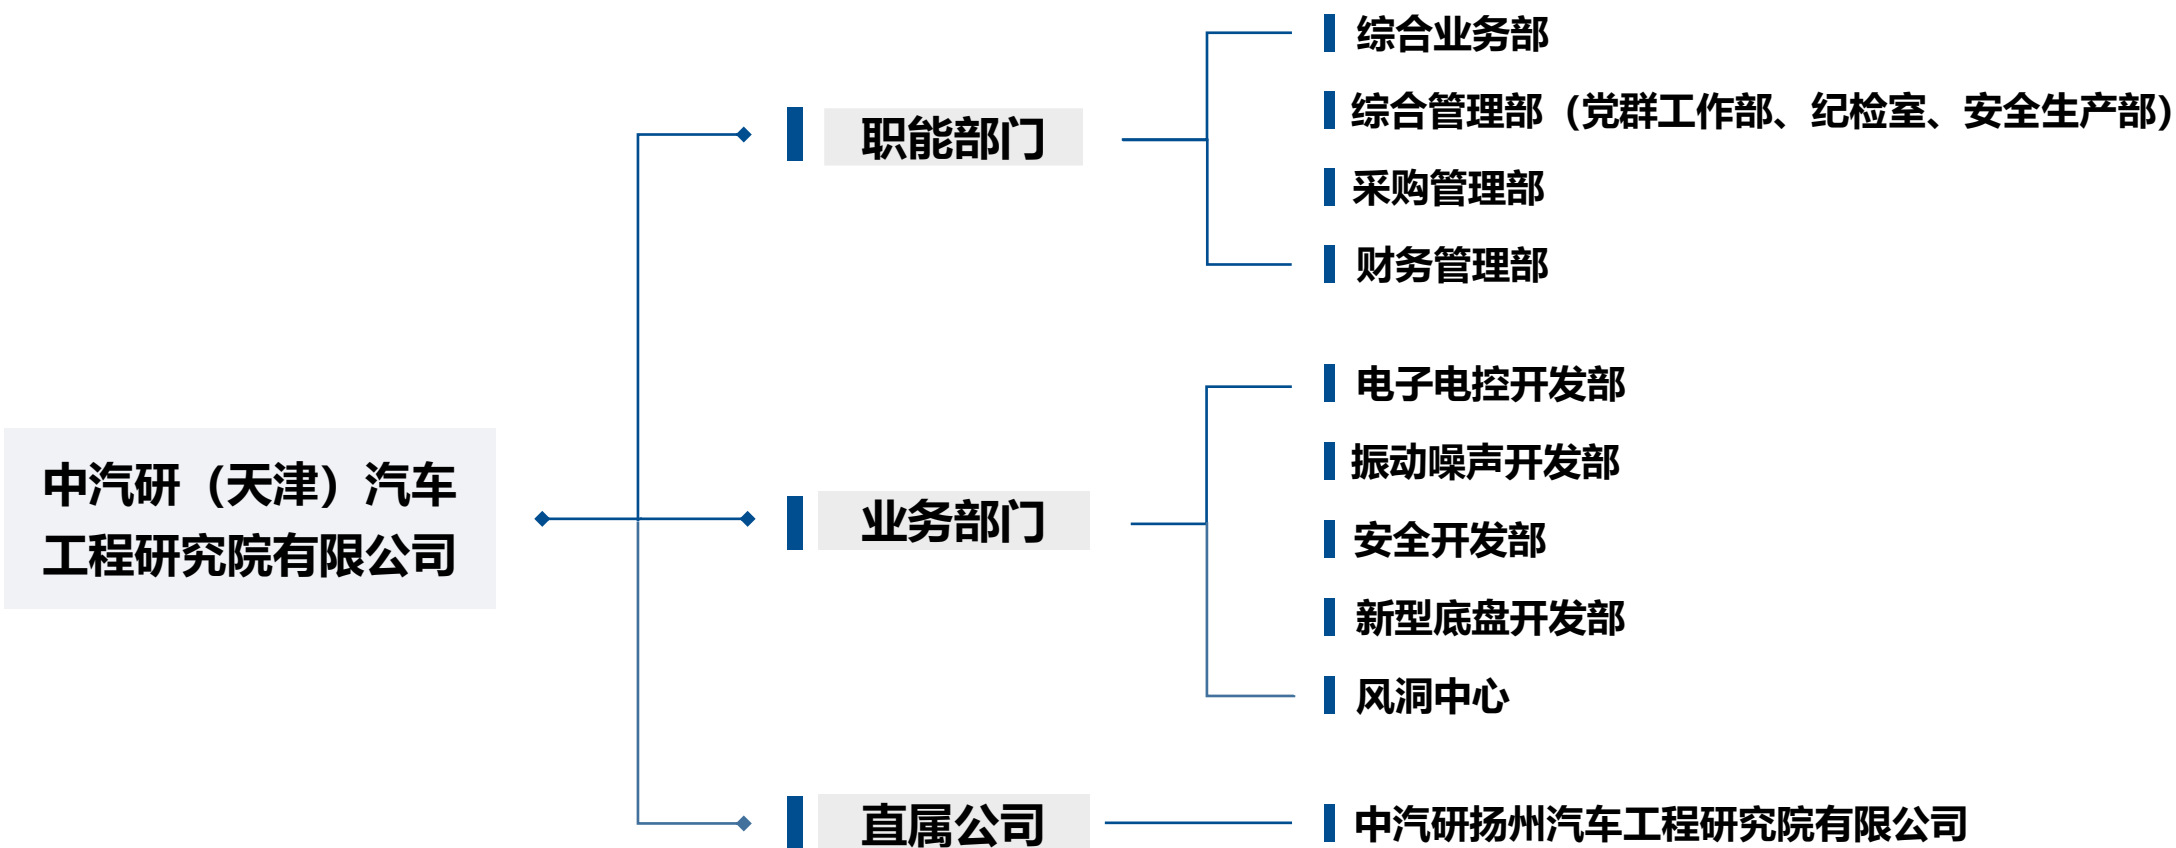 中汽研（天津）汽车
工程研究院有限公司
职能部门
综合业务部
综合管理部（党群工作部、纪检室、安全生产部）
采购管理部
财务管理部
业务部门
电子电控开发部
振动噪声开发部
安全开发部
新型底盘开发部
风洞中心
直属公司
中汽研扬州汽车工程研究院有限公司